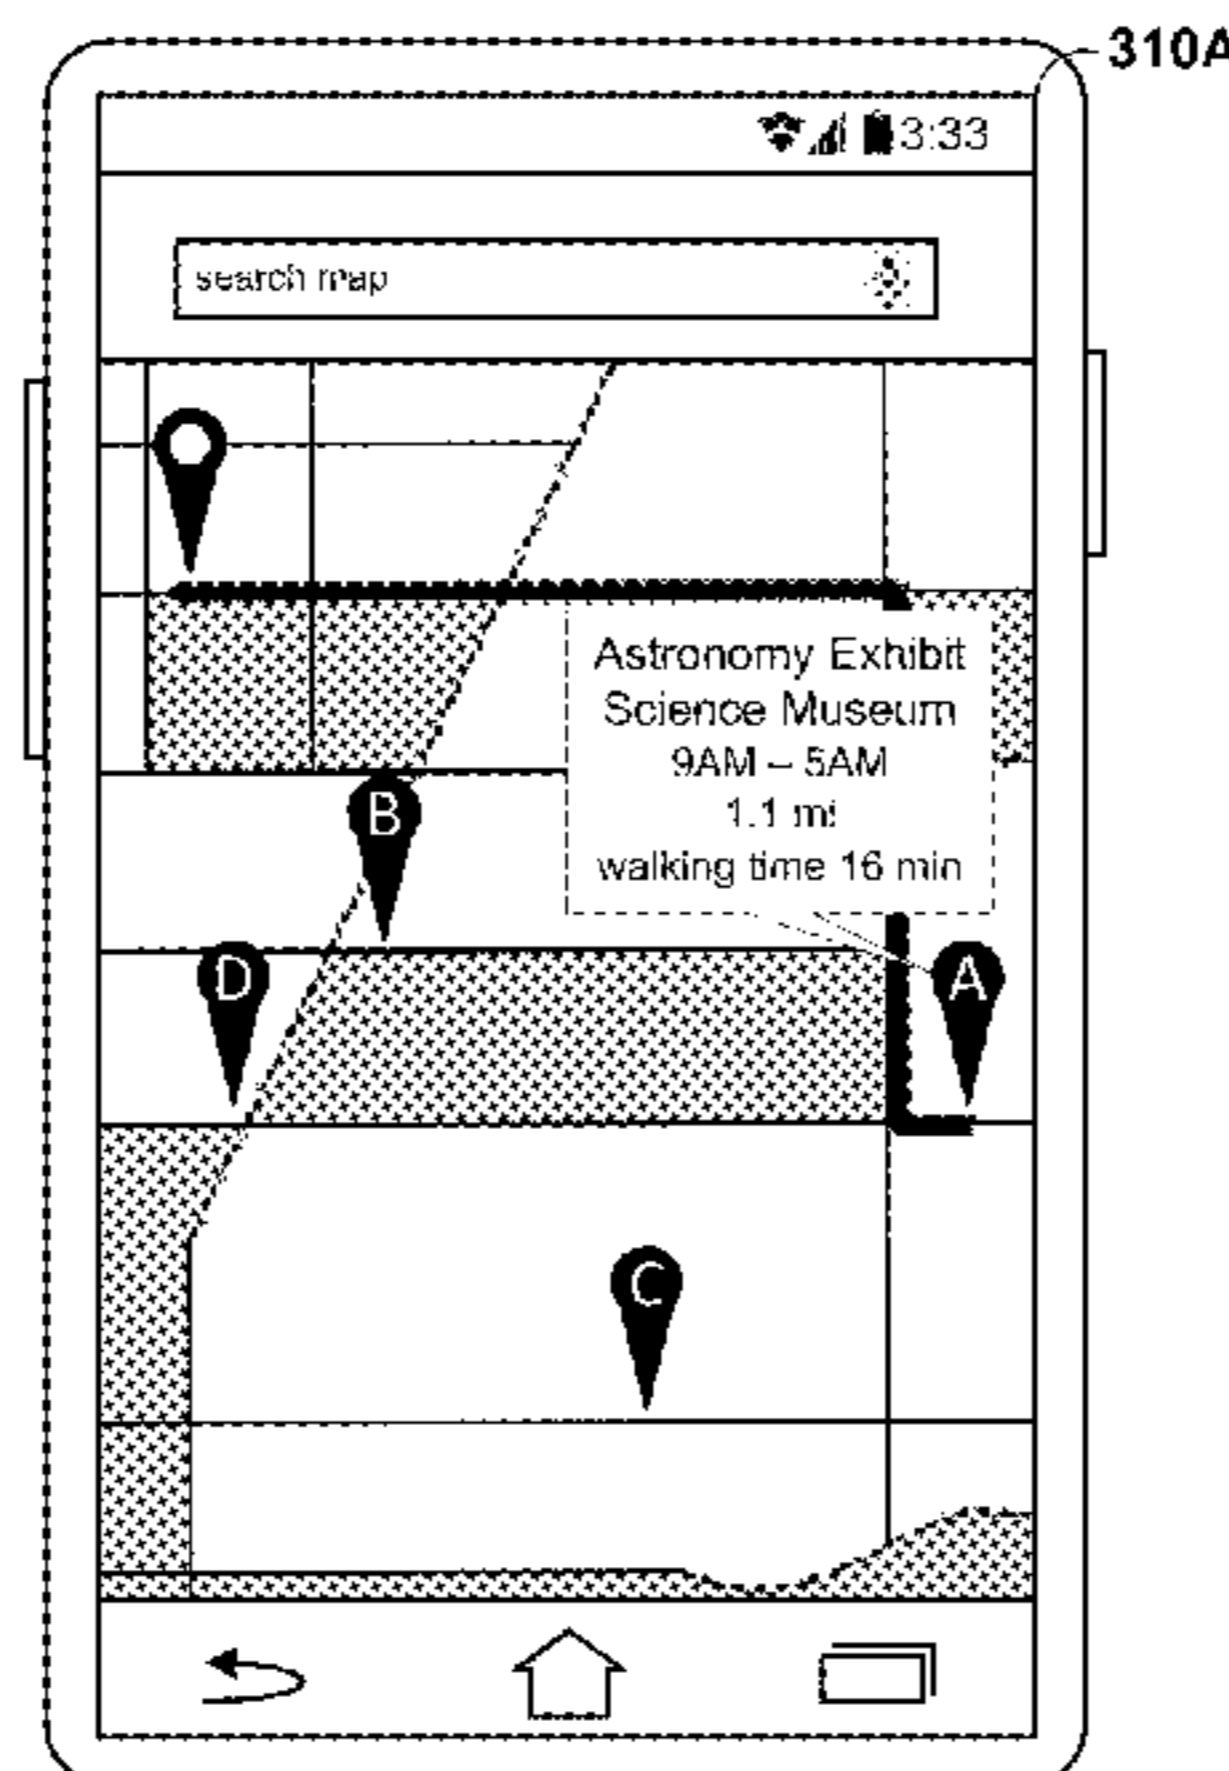 310A
3:33
search map
Astronomy Exhibit
Science Museum
9AM – 5AM
1.1 mi
walking time 16 min
B
D
A
C